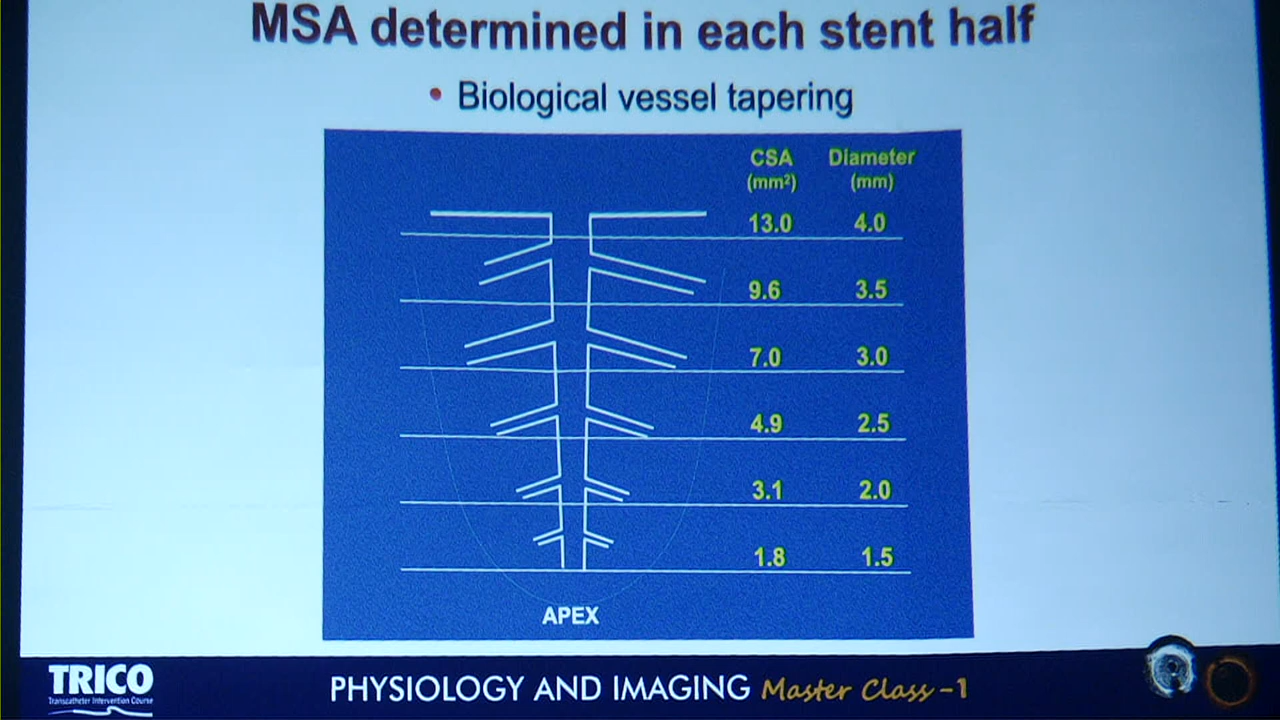 MSA determined in each stent half
• Biological vessel tapering
CSA Diameter
(mm²) (mm)
13.0 4.0
9.6 3.5
7.0 3.0
4.9 2.5
3.1 2.0
1.8 1.5
APEX
TRICO
Transcatheter Intervention Course
PHYSIOLOGY AND IMAGING Master Class -1